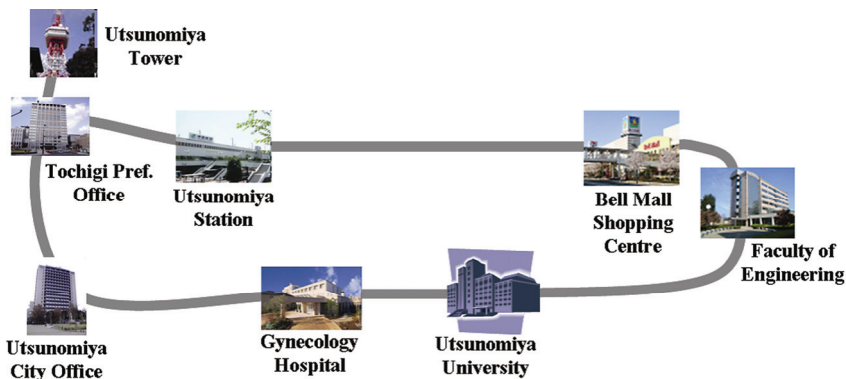 Utsunomiya
Tower
Tochigi Pref.
Office
Utsunomiya
Station
Bell Mall
Shopping
Centre
Faculty of
Engineering
Utsunomiya
City Office
Gynecology
Hospital
Utsunomiya
University